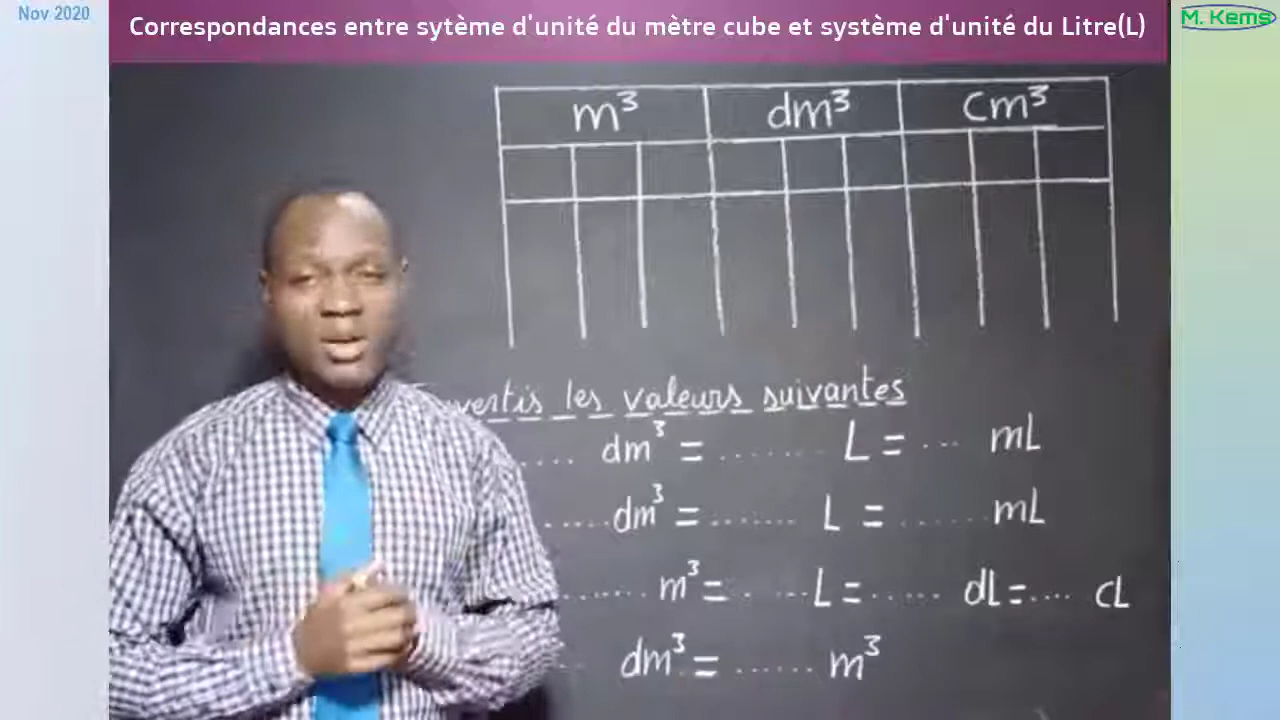 Nov 2020
Correspondances entre sytème d'unité du mètre cube et système d'unité du Litre(L)
M. Kems
m³ dm³ cm³
les valeurs suivantes
..... dm³ = ........ L = ... mL
..... dm³ = ....... L = ...... mL
....... m³ = . ...L = ...... dL = .... cL
.. dm³ = ...... m³